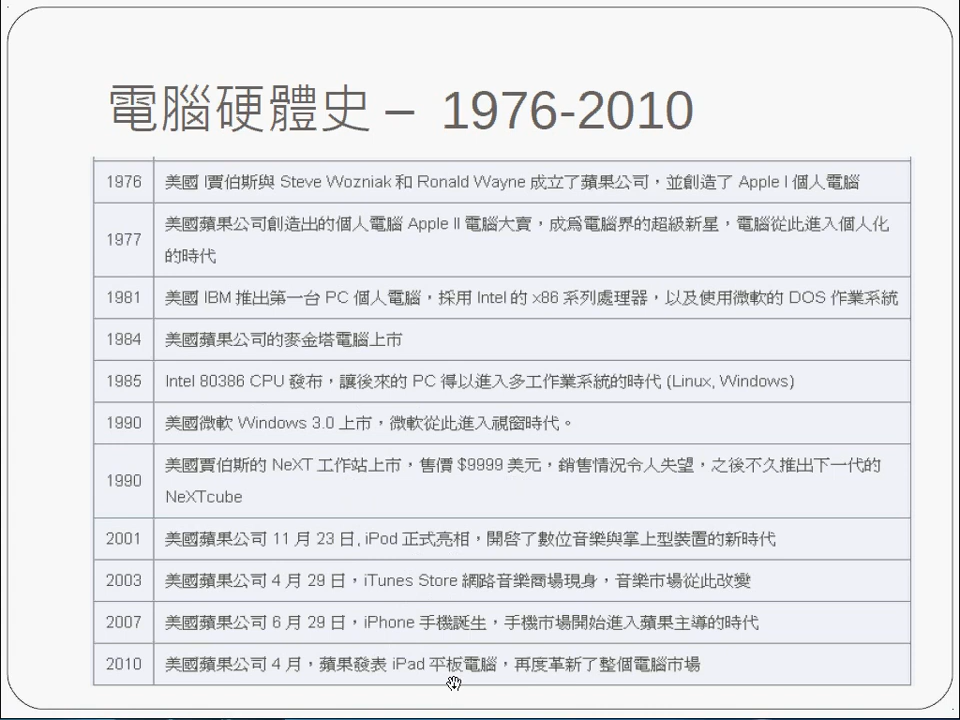 電腦硬體史 – 1976-2010
1976 美國 l賈伯斯與 Steve Wozniak 和 Ronald Wayne 成立了蘋果公司，並創造了 Apple I 個人電腦
1977 美國蘋果公司創造出的個人電腦 Apple II 電腦大賣，成為電腦界的超級新星，電腦從此進入個人化
的時代
1981 美國 IBM 推出第一台 PC 個人電腦，採用 Intel 的 x86 系列處理器，以及使用微軟的 DOS 作業系統
1984 美國蘋果公司的麥金塔電腦上市
1985 Intel 80386 CPU 發布，讓後來的 PC 得以進入多工作業系統的時代 (Linux, Windows)
1990 美國微軟 Windows 3.0 上市，微軟從此進入視窗時代。
1990 美國賈伯斯的 NeXT 工作站上市，售價 $9999 美元，銷售情況令人失望，之後不久推出下一代的
NeXTcube
2001 美國蘋果公司 11 月 23 日, iPod 正式亮相，開啓了數位音樂與掌上型裝置的新時代
2003 美國蘋果公司 4 月 29 日，iTunes Store 網路音樂商場現身，音樂市場從此改變
2007 美國蘋果公司 6 月 29 日，iPhone 手機誕生，手機市場開始進入蘋果主導的時代
2010 美國蘋果公司 4 月，蘋果發表 iPad 平板電腦，再度革新了整個電腦市場